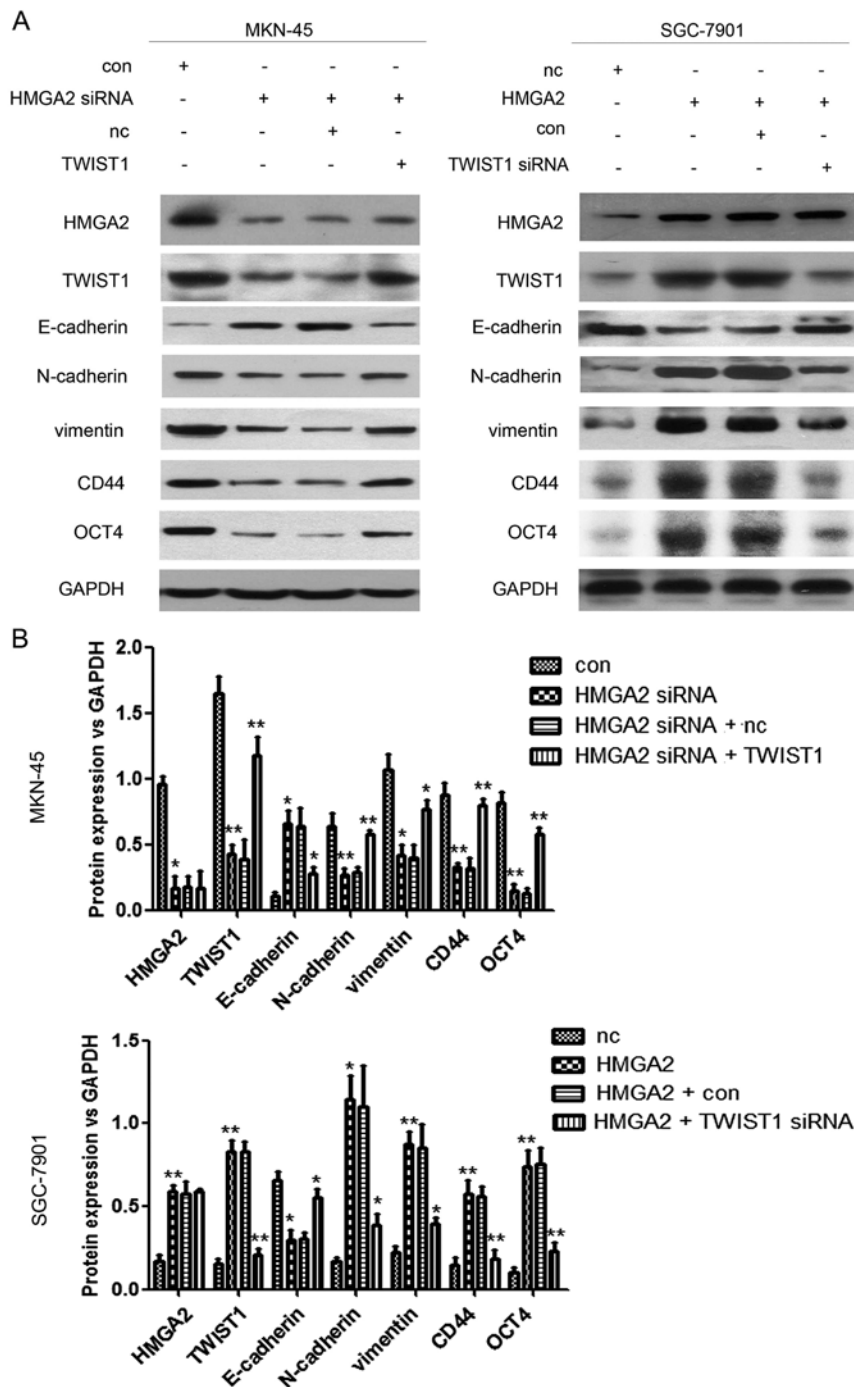 A
MKN-45
con + - - -
HMGA2 siRNA - + + +
nc - - + -
TWIST1 - - - +
HMGA2
TWIST1
E-cadherin
N-cadherin
vimentin
CD44
OCT4
GAPDH
SGC-7901
nc + - - -
HMGA2 - + + +
con - - + -
TWIST1 siRNA - - - +
HMGA2
TWIST1
E-cadherin
N-cadherin
vimentin
CD44
OCT4
GAPDH
B
MKN-45
Protein expression vs GAPDH
2.0
1.5
1.0
0.5
0.0
* ** ** * * ** ** * * ** ** ** **
HMGA2
TWIST1
E-cadherin
N-cadherin
vimentin
CD44
OCT4
con
HMGA2 siRNA
HMGA2 siRNA + nc
HMGA2 siRNA + TWIST1
SGC-7901
Protein expression vs GAPDH
1.5
1.0
0.5
0.0
** ** ** * * * * ** * ** ** ** **
HMGA2
TWIST1
E-cadherin
N-cadherin
vimentin
CD44
OCT4
nc
HMGA2
HMGA2 + con
HMGA2 + TWIST1 siRNA